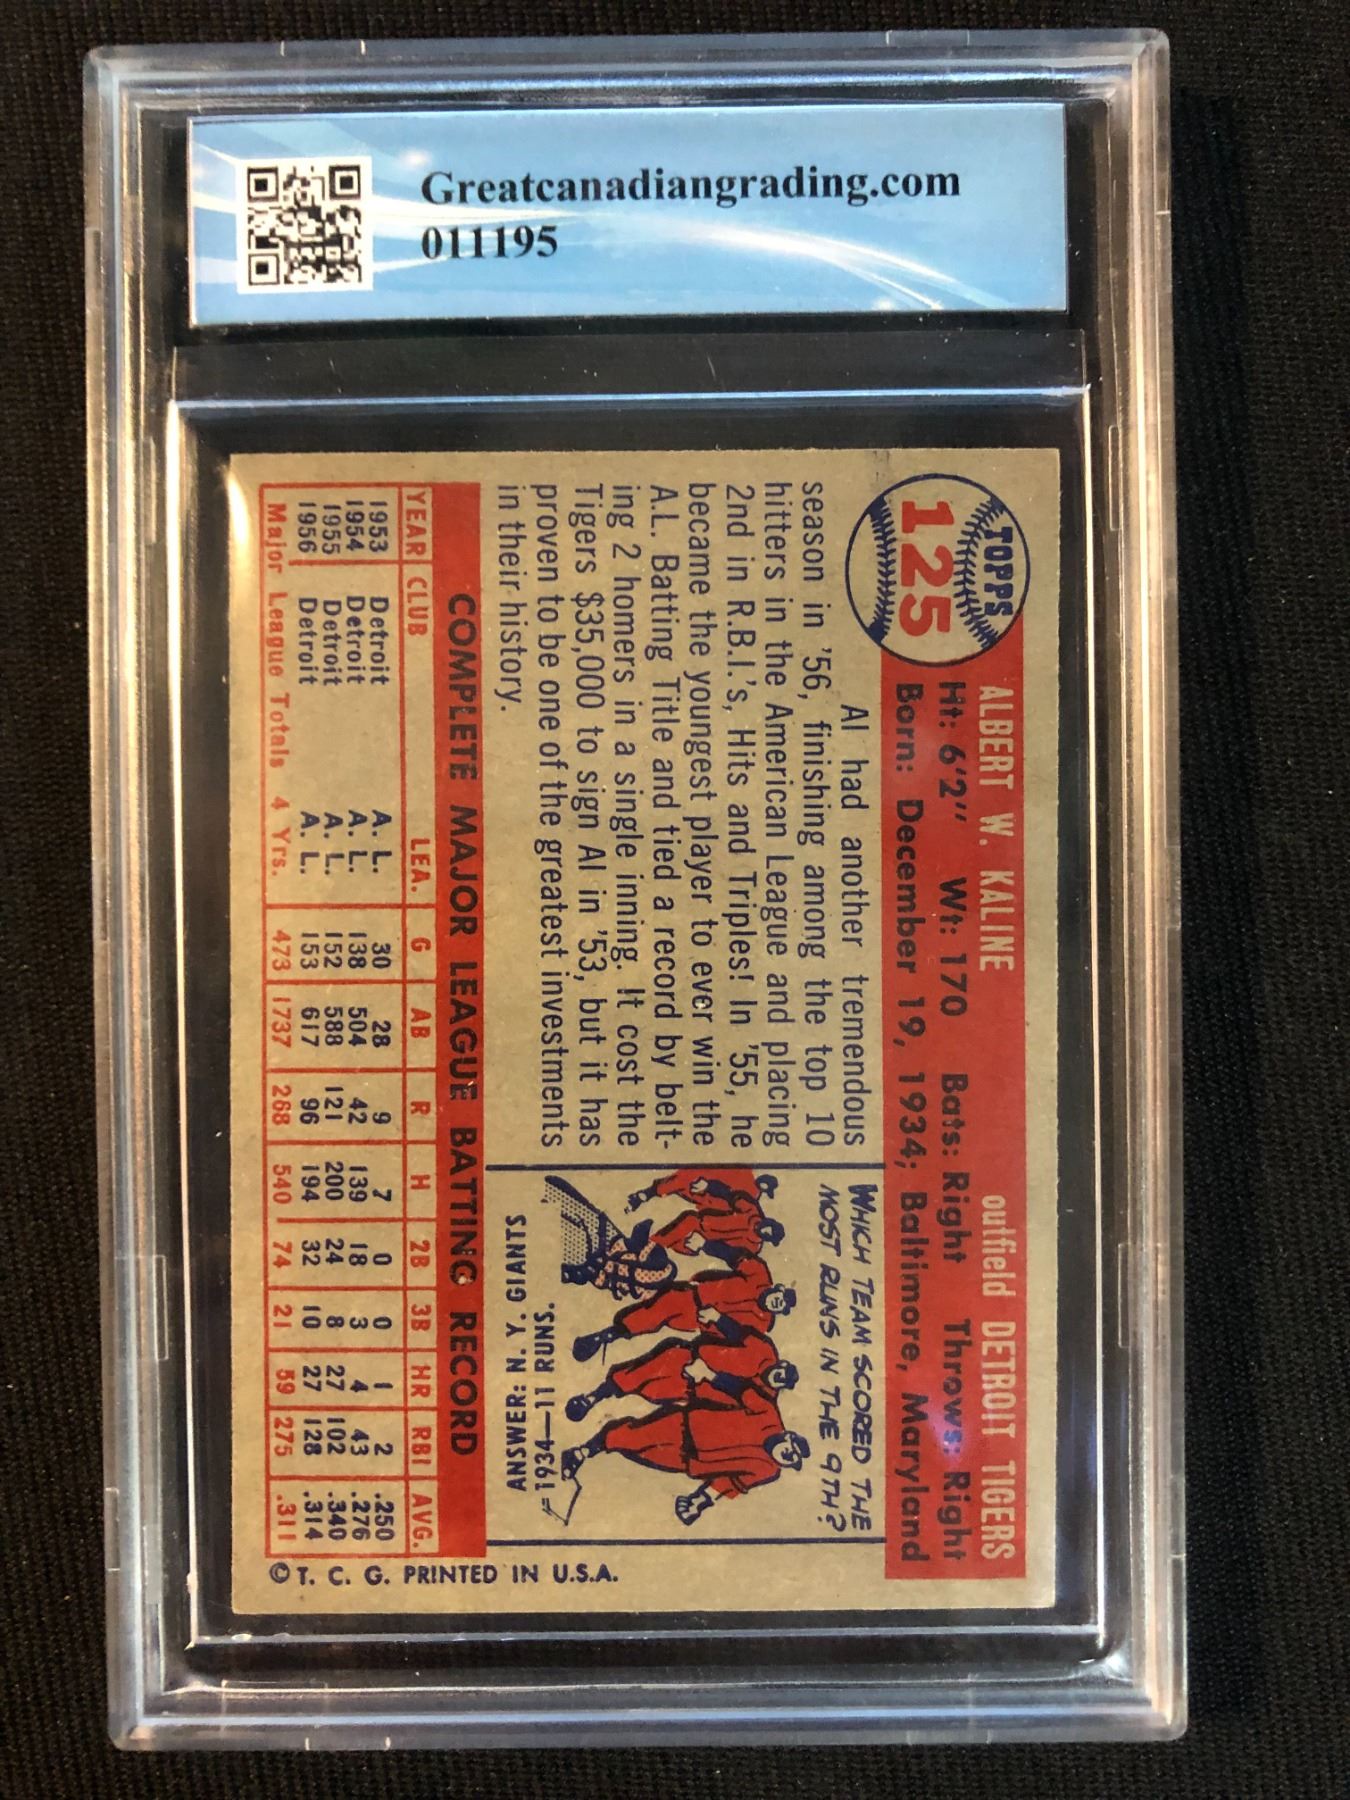 Greatcanadiangrading.com
011195
TOPPS
125
ALBERT W. KALINE outfield DETROIT TIGERS
Ht: 6'2" Wt: 170 Bats: Right Throws: Right
Born: December 19, 1934; Baltimore, Maryland
Al had another tremendous
season in '56, finishing among the top 10
hitters in the American League and placing
2nd in R.B.I.'s, Hits and Triples! In '55, he
became the youngest player to ever win the
A.L. Batting Title and tied a record by belt-
ing 2 homers in a single inning. It cost the
Tigers $35,000 to sign Al in '53, but it has
proven to be one of the greatest investments
in their history.
WHICH TEAM SCORED THE
MOST RUNS IN THE 9TH?
ANSWER: N. Y. GIANTS
—1934—11 RUNS.
COMPLETE MAJOR LEAGUE BATTING RECORD
YEAR CLUB LEA. G AB R H 2B 3B HR RBI AVG.
1953 Detroit A. L. 30 28 9 7 0 0 1 2 .250
1954 Detroit A. L. 138 504 42 139 18 3 4 43 .276
1955 Detroit A. L. 152 588 121 200 24 8 27 102 .340
1956 Detroit A. L. 153 617 96 194 32 10 27 128 .314
Major League Totals 4 Yrs. 473 1737 268 540 74 21 59 275 .311
© T. C. G. PRINTED IN U.S.A.